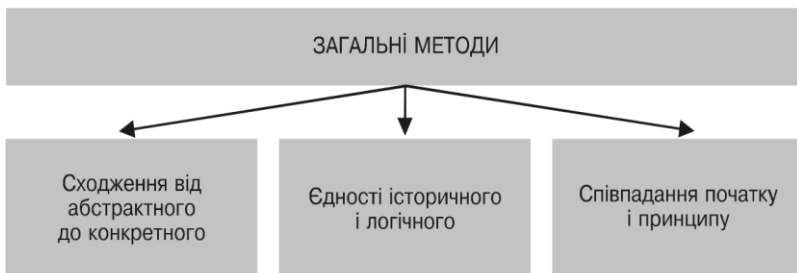 ЗАГАЛЬНІ МЕТОДИ
Сходження від
абстрактного
до конкретного
Єдності історичного
і логічного
Співпадання початку
і принципу